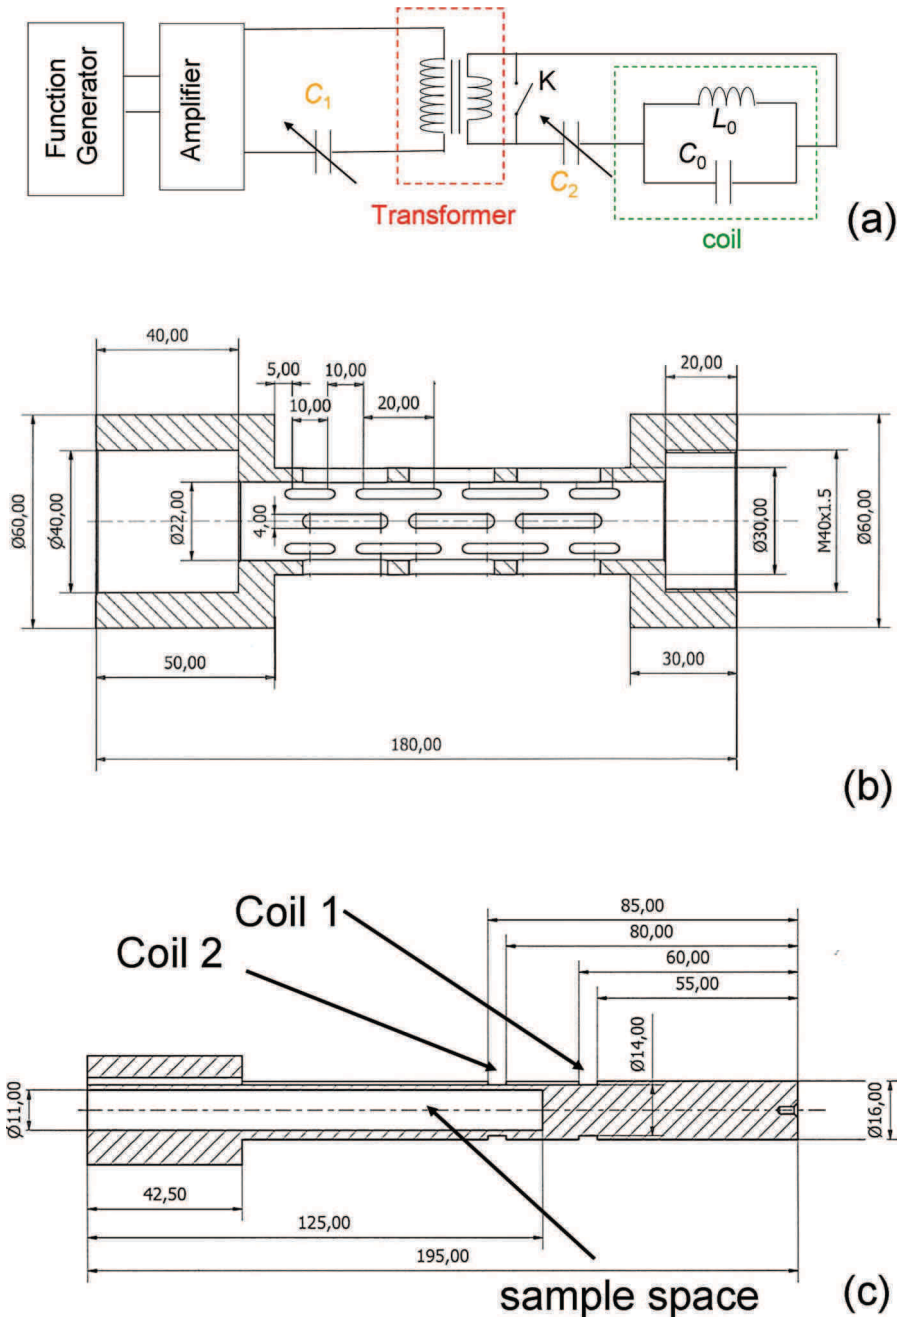 Function
Generator
Amplifier
C1
Transformer
K
C2
L0
C0
coil
(a)
40,00
5,00
10,00
10,00
20,00
20,00
Ø60,00
Ø40,00
Ø22,00
4,00
Ø30,00
M40x1.5
Ø60,00
50,00
30,00
180,00
(b)
Coil 1
Coil 2
85,00
80,00
60,00
55,00
Ø14,00
Ø11,00
Ø16,00
42,50
125,00
195,00
sample space
(c)